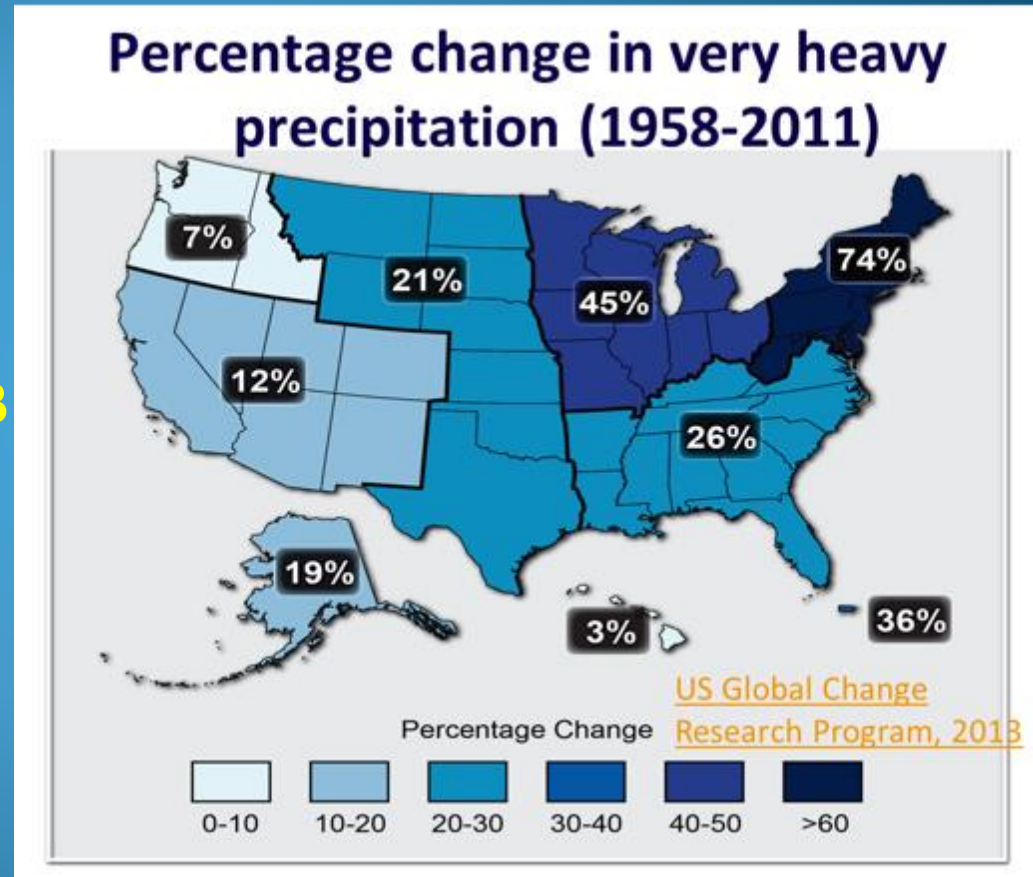 Percentage change in very heavy
precipitation (1958-2011)
7%
21%
45%
74%
12%
26%
19%
3%
36%
US Global Change
Research Program, 2013
Percentage Change
0-10 10-20 20-30 30-40 40-50 >60